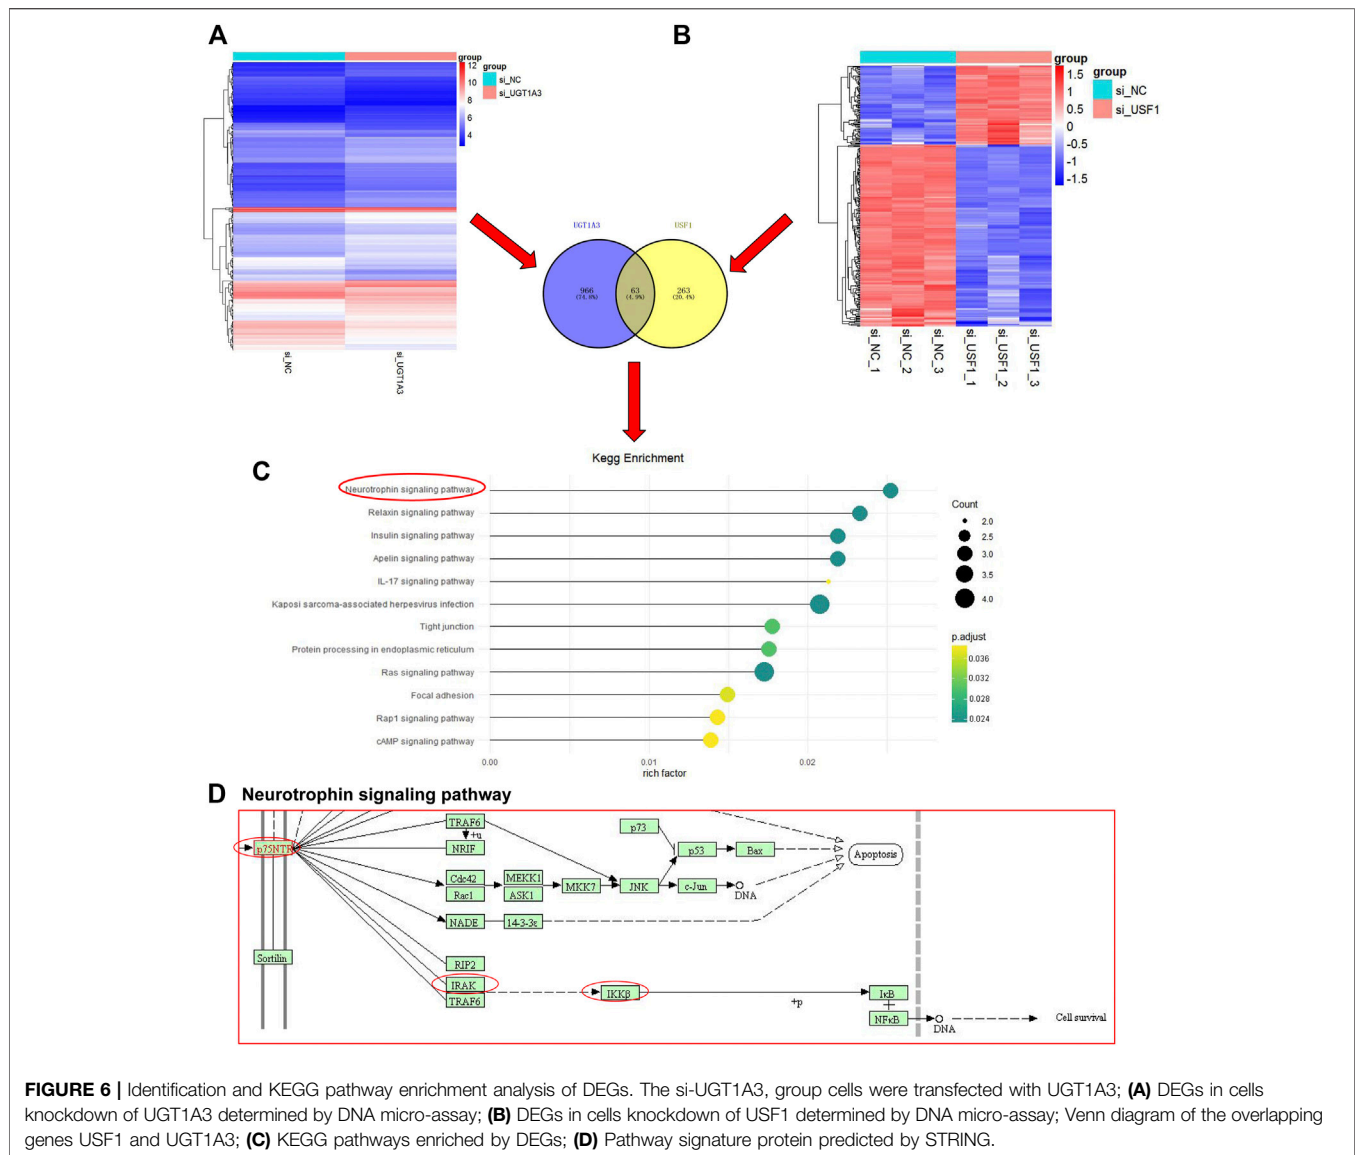 A
group
12
10
8
6
4
group
si_NC
si_UGT1A3
si_NC
si_UGT1A3
B
group
1.5
1
0.5
0
-0.5
-1
-1.5
group
si_NC
si_USF1
si_NC_1
si_NC_2
si_NC_3
si_USF1_1
si_USF1_2
si_USF1_3
UGT1A3
USF1
966
(74.8%)
63
(4.9%)
263
(20.4%)
C
Kegg Enrichment
Neurotrophin signaling pathway
Relaxin signaling pathway
Insulin signaling pathway
Apelin signaling pathway
IL-17 signaling pathway
Kaposi sarcoma-associated herpesvirus infection
Tight junction
Protein processing in endoplasmic reticulum
Ras signaling pathway
Focal adhesion
Rap1 signaling pathway
cAMP signaling pathway
0.00
0.01
0.02
rich factor
Count
2.0
2.5
3.0
3.5
4.0
p.adjust
0.036
0.032
0.028
0.024
D Neurotrophin signaling pathway
p75NTR
Sortilin
TRAF6
+u
NRIF
Cdc42
Rac1
MEKK1
ASK1
MKK7
JNK
p73
p53
Bax
c-Jun
DNA
Apoptosis
NADE
14-3-3ε
RIP2
IRAK
TRAF6
IKKβ
+p
IκB
NFκB
DNA
Cell survival
FIGURE 6 | Identification and KEGG pathway enrichment analysis of DEGs. The si-UGT1A3, group cells were transfected with UGT1A3; (A) DEGs in cells
knockdown of UGT1A3 determined by DNA micro-assay; (B) DEGs in cells knockdown of USF1 determined by DNA micro-assay; Venn diagram of the overlapping
genes USF1 and UGT1A3; (C) KEGG pathways enriched by DEGs; (D) Pathway signature protein predicted by STRING.